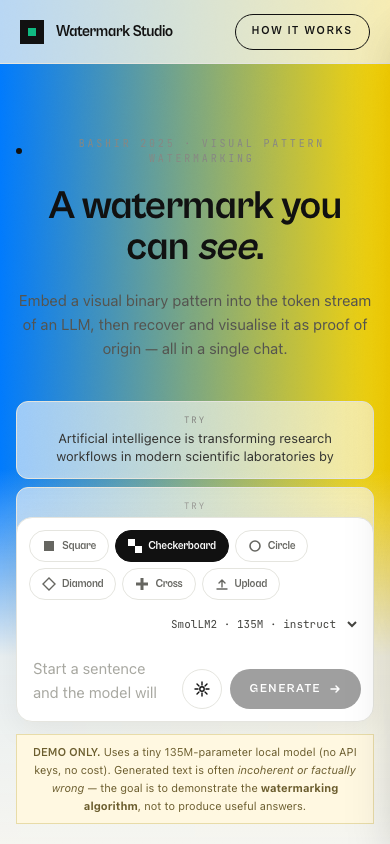 Watermark Studio
HOW IT WORKS
· VISUAL PATTERN
WATERMARKING
A watermark you
can see.
Embed a visual binary pattern into the token stream
of an LLM, then recover and visualise it as proof of
origin — all in a single chat.
TRY
Artificial intelligence is transforming research
workflows in modern scientific laboratories by
TRY
Square
Checkerboard
Circle
Diamond
Cross
Upload
SmolLM2 · 135M · instruct
Start a sentence
and the model will
GENERATE →
DEMO ONLY. Uses a tiny 135M-parameter local model (no API
keys, no cost). Generated text is often incoherent or factually
wrong — the goal is to demonstrate the watermarking
algorithm, not to produce useful answers.